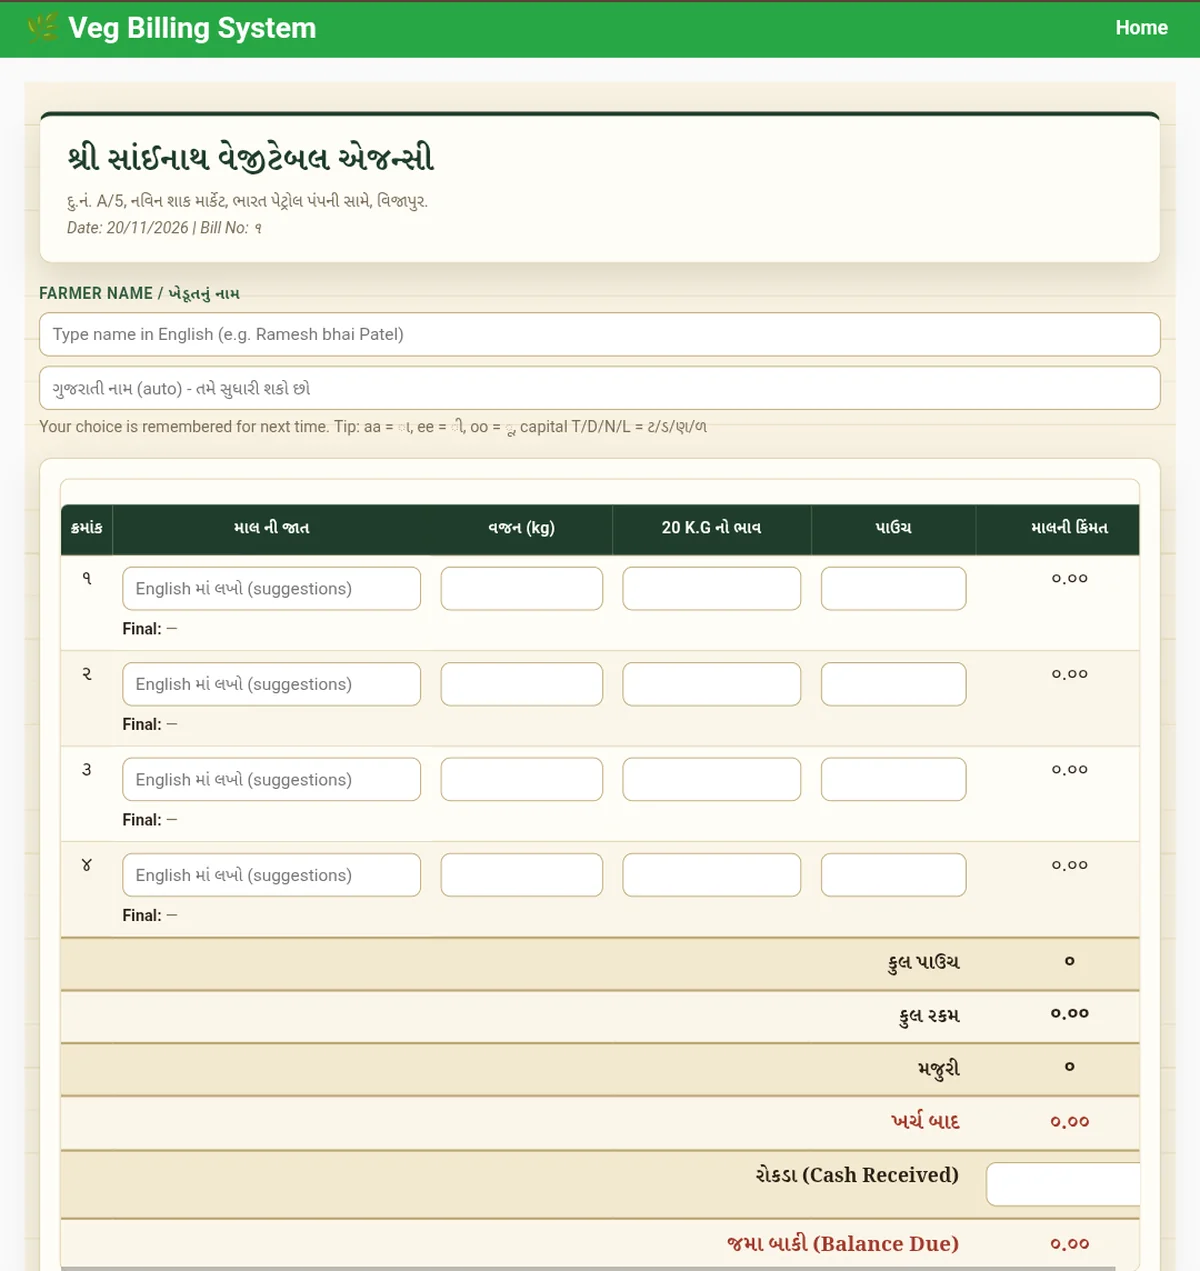 🌿 Veg Billing System
Home
શ્રી સાંઈનાથ વેજીટેબલ એજન્સી
દુ.નં. A/5, નવિન શાક માર્કેટ, ભારત પેટ્રોલ પંપની સામે, વિજાપુર.
Date: 20/11/2026 | Bill No: ૧
FARMER NAME / ખેડૂતનું નામ
Type name in English (e.g. Ramesh bhai Patel)
ગુજરાતી નામ (auto) - તમે સુધારી શકો છો
Your choice is remembered for next time. Tip: aa = ા, ee = ી, oo = ૂ, capital T/D/N/L = ટ/ડ/ણ/ળ
ક્રમાંક માલ ની જાત વજન (kg) 20 K.G નો ભાવ પાઉચ માલની કિંમત
૧ English માં લખો (suggestions) ૦.૦૦
Final: —
૨ English માં લખો (suggestions) ૦.૦૦
Final: —
૩ English માં લખો (suggestions) ૦.૦૦
Final: —
૪ English માં લખો (suggestions) ૦.૦૦
Final: —
કુલ પાઉચ ૦
કુલ રકમ ૦.૦૦
મજુરી ૦
ખર્ચ બાદ ૦.૦૦
રોકડા (Cash Received)
જમા બાકી (Balance Due) ૦.૦૦